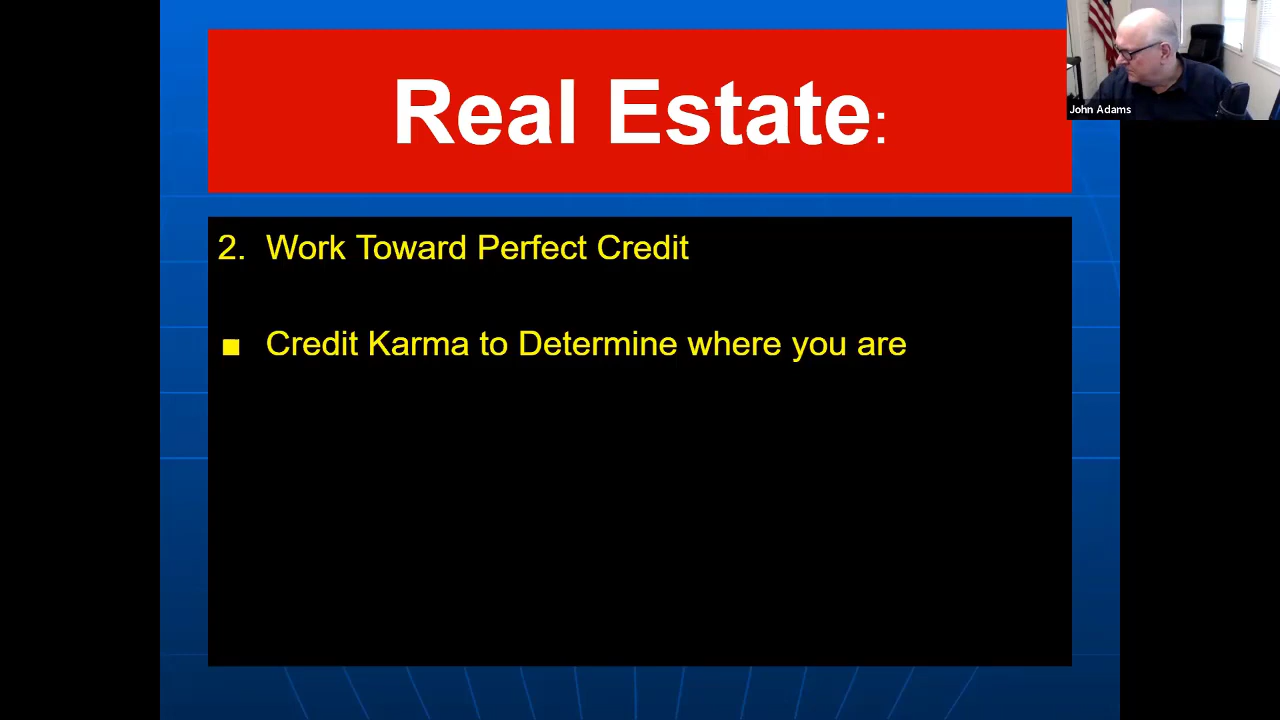 Real Estate:
John Adams
2. Work Toward Perfect Credit
■ Credit Karma to Determine where you are